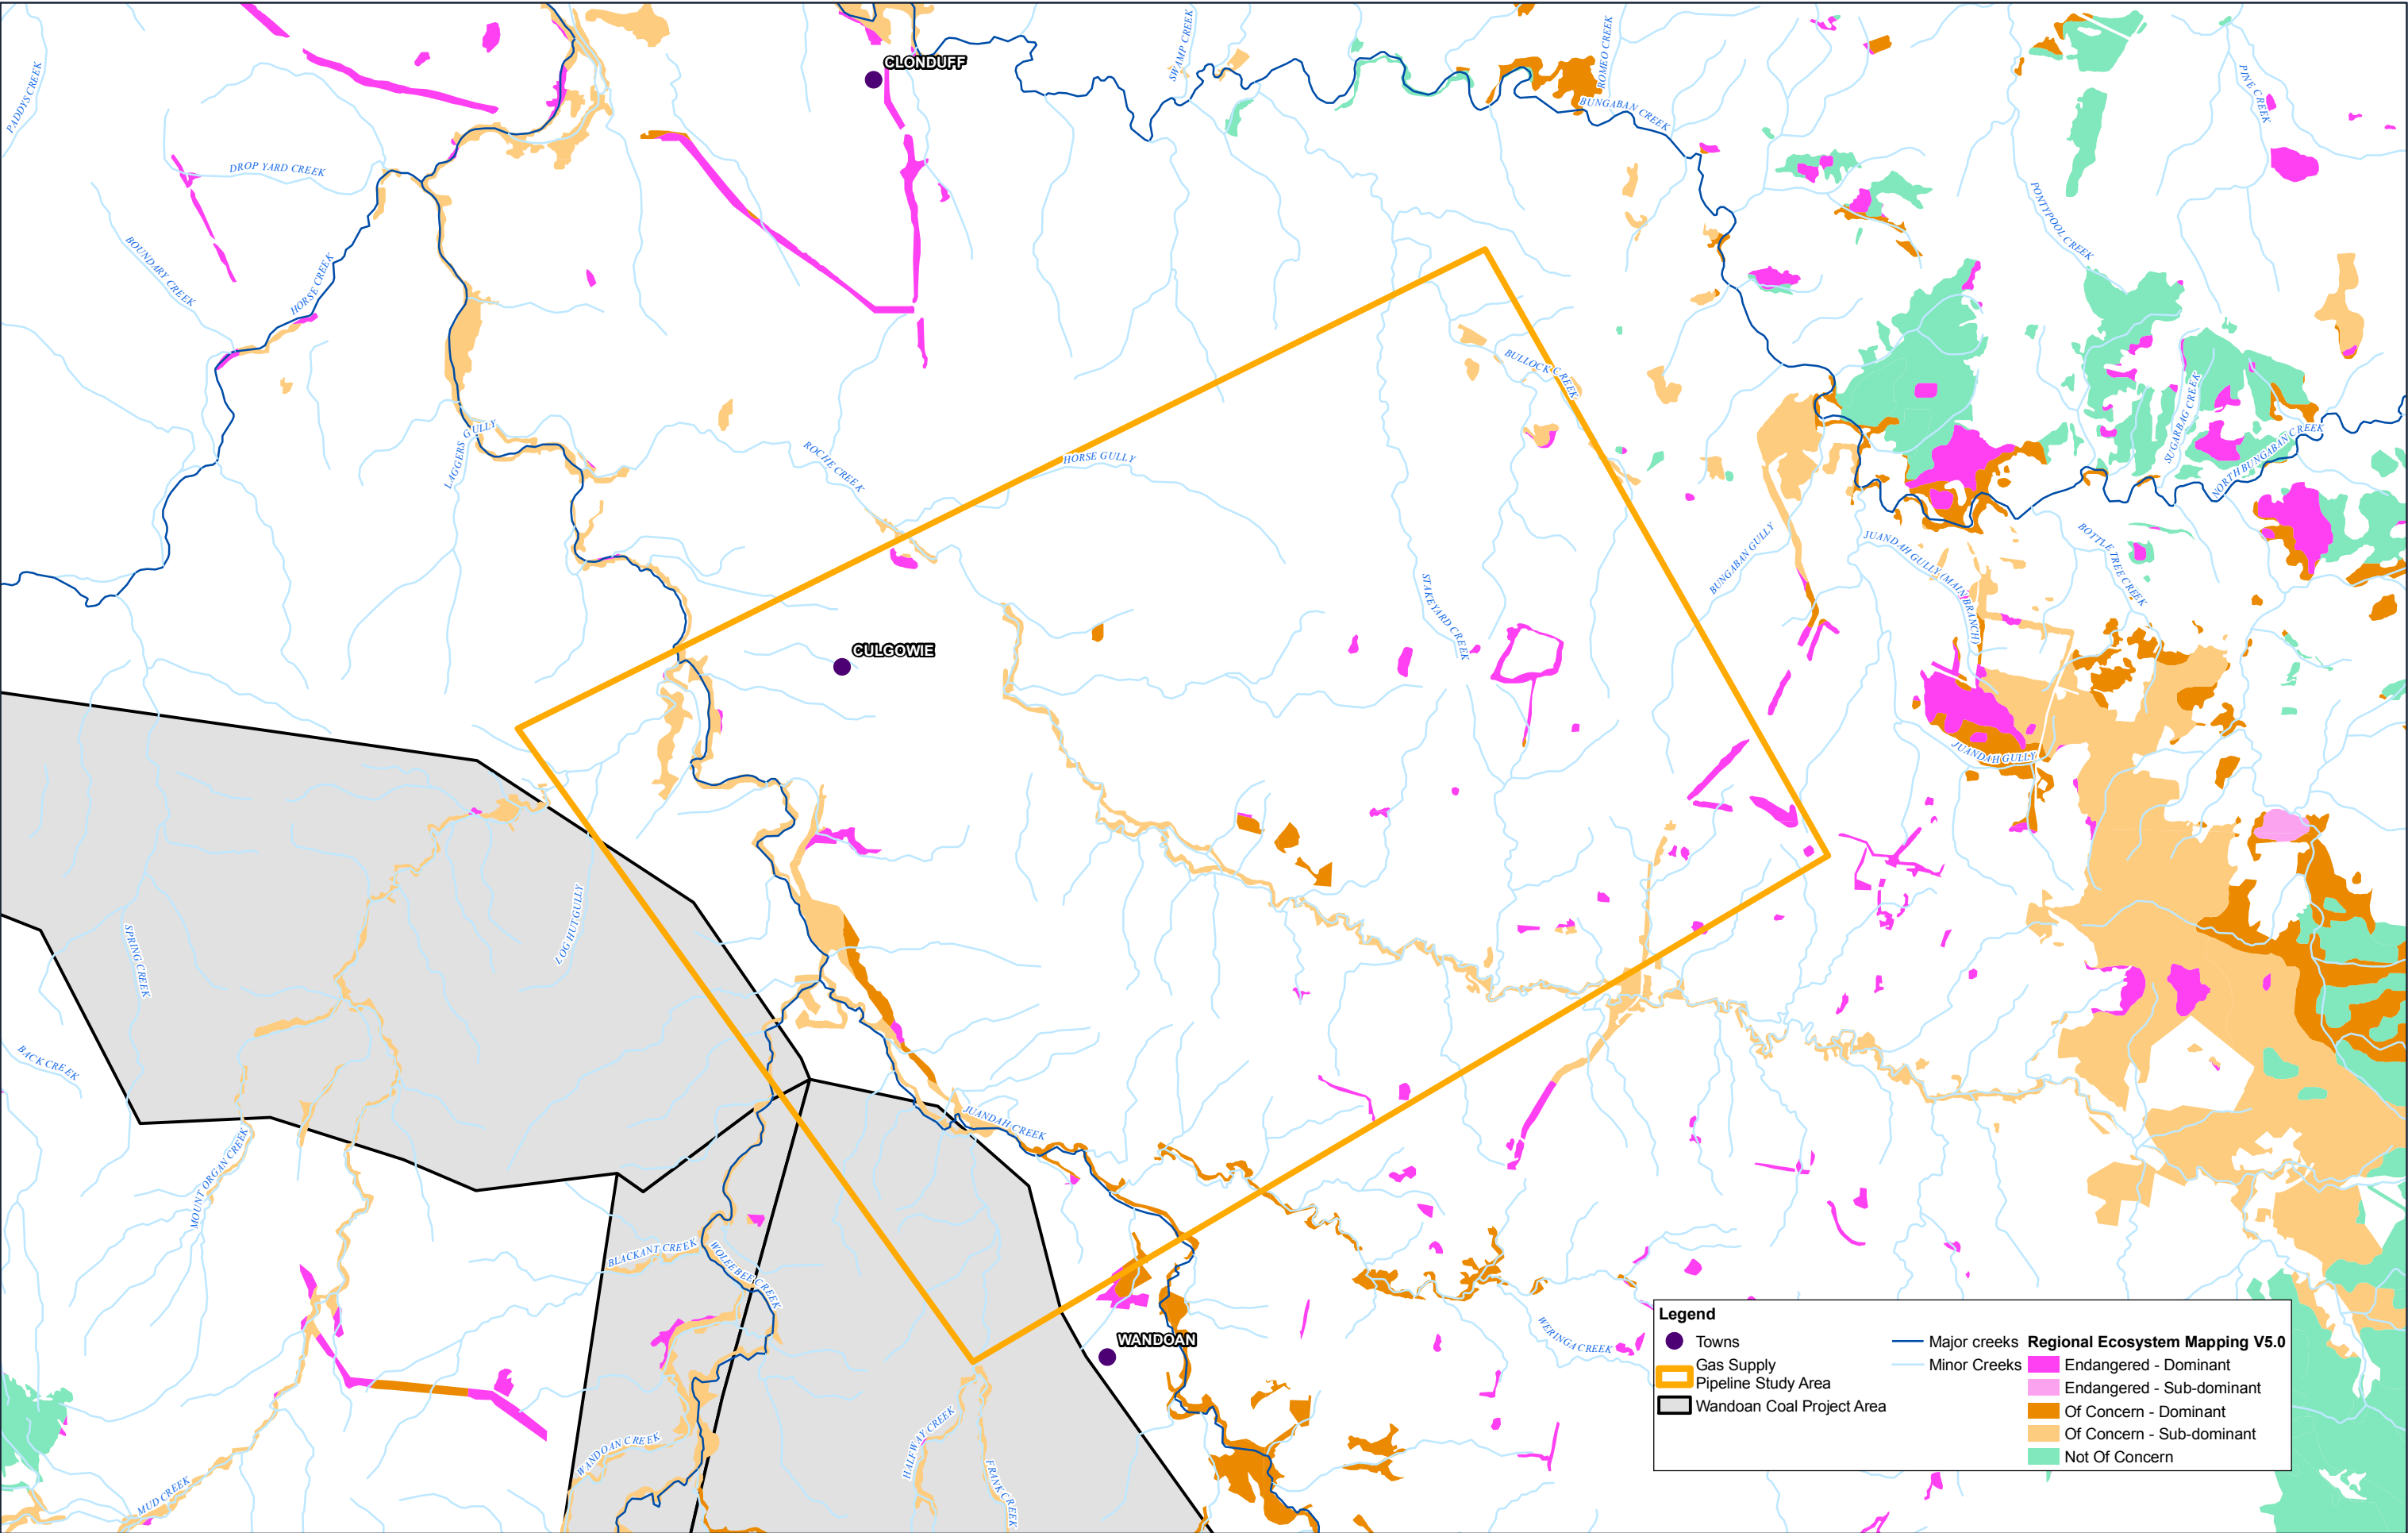 CLONDUFF
SWAMP CREEK
ROMEO CREEK
PADDYS CREEK
PINE CREEK
BUNGABAN CREEK
DROP YARD CREEK
PONTYPOOL CREEK
BOUNDARY CREEK
HORSE CREEK
BULLOCK CREEK
LAGGERS GULLY
SUGARBAG CREEK
ROCHE CREEK
HORSE GULLY
NORTH BUNGABAN CREEK
BUNGABAN GULLY
JUANDAH GULLY (MAIN BRANCH)
BOTTLE TREE CREEK
STAKEYARD CREEK
CULGOWIE
JUANDAH GULLY
SPRING CREEK
LOG HUT GULLY
BACK CREEK
JUANDAH CREEK
MOUNT ORGAN CREEK
BLACKANT CREEK
WOLEEBEE CREEK
WANDOAN
WERINGA CREEK
WANDOAN CREEK
HALFWAY CREEK
FRANK CREEK
MUD CREEK
Legend
Towns
Gas Supply
Pipeline Study Area
Wandoan Coal Project Area
Major creeks
Minor Creeks
Regional Ecosystem Mapping V5.0
Endangered - Dominant
Endangered - Sub-dominant
Of Concern - Dominant
Of Concern - Sub-dominant
Not Of Concern